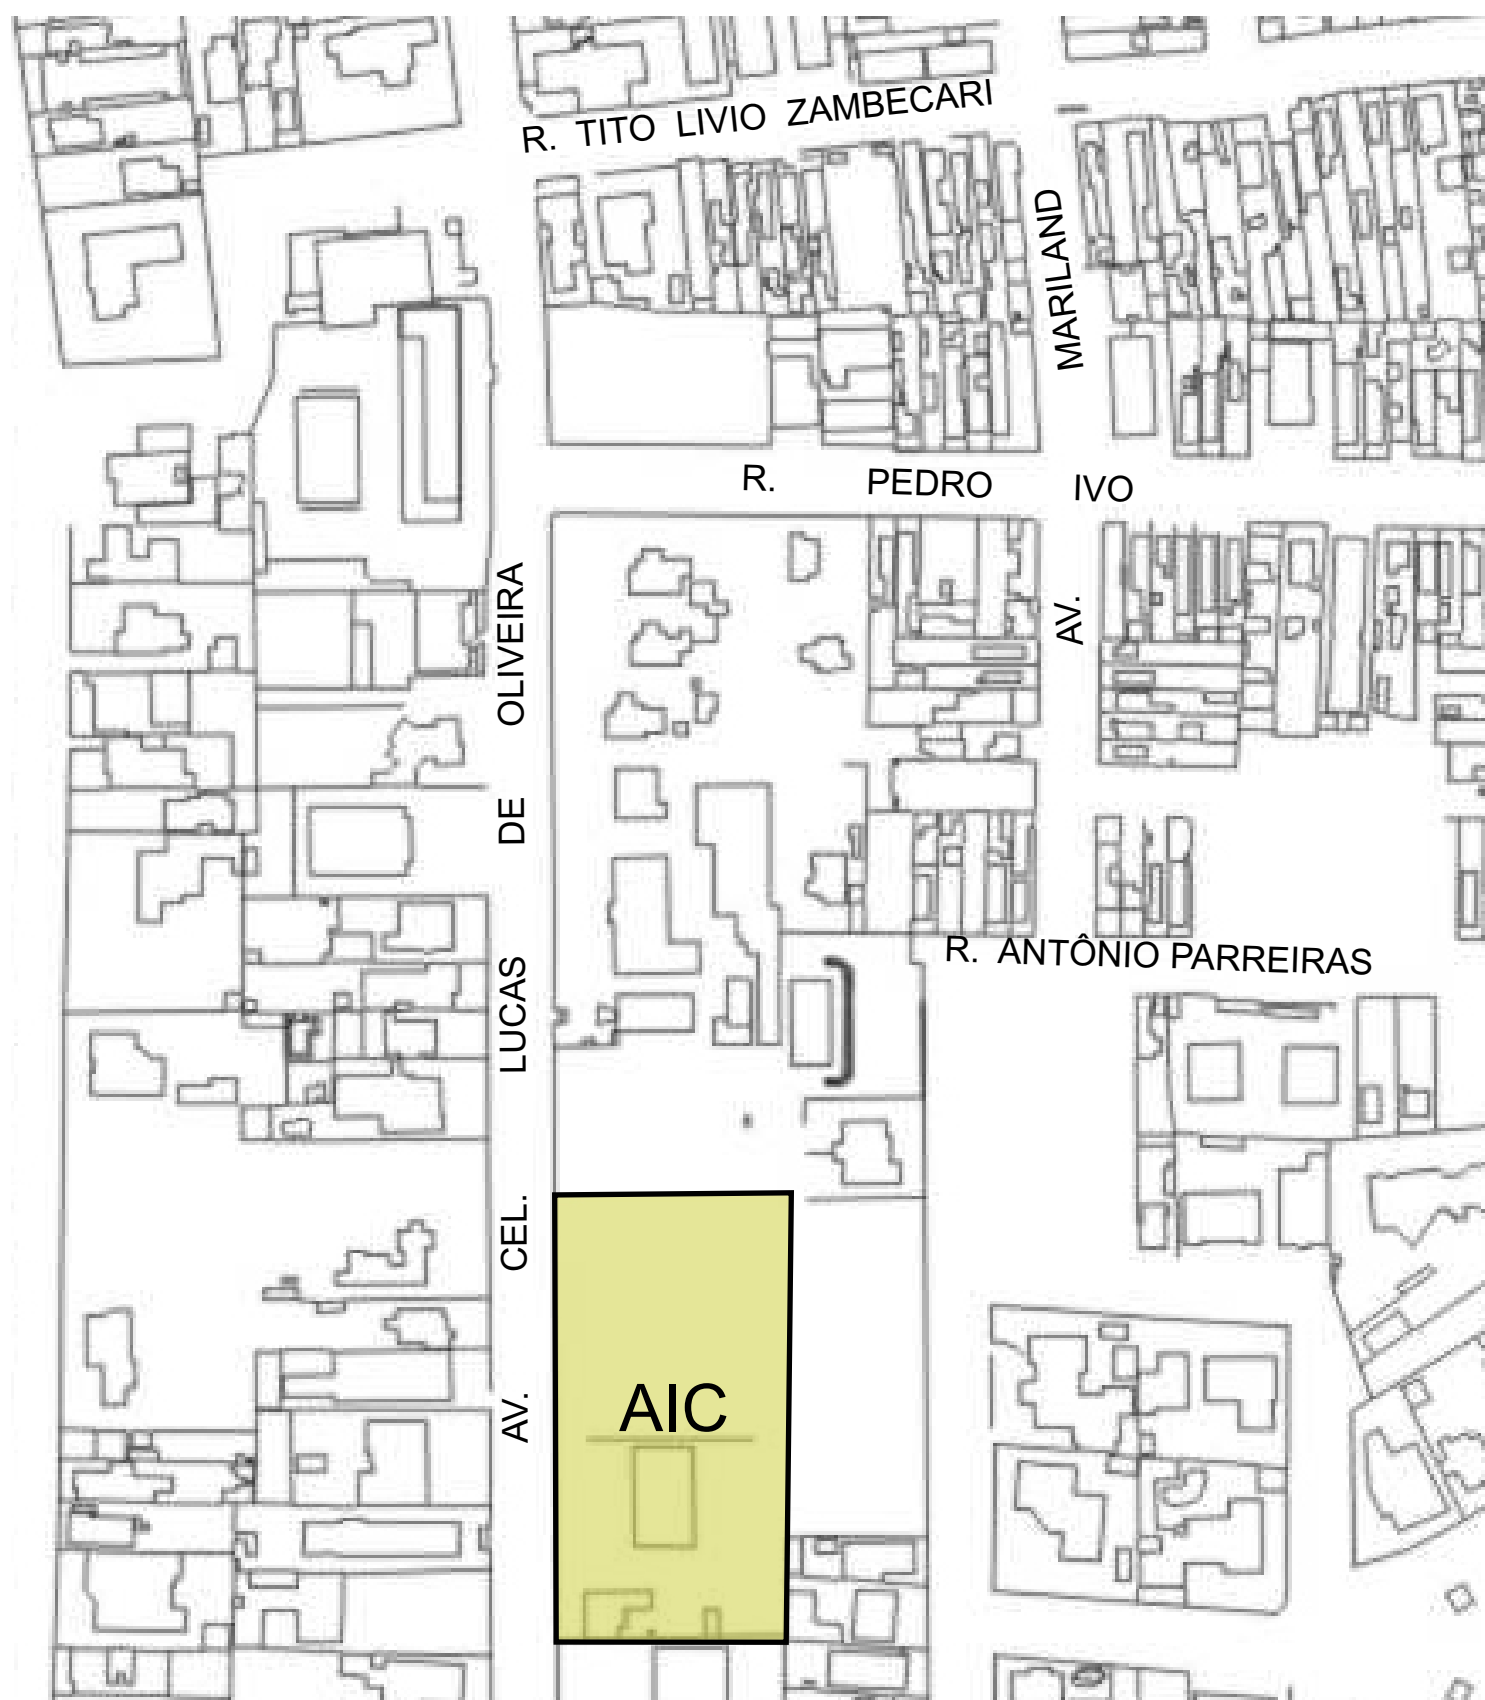 R. TITO LIVIO ZAMBECARI
AV. MARILAND
R. PEDRO IVO
AV. CEL. LUCAS DE OLIVEIRA
R. ANTÔNIO PARREIRAS
AIC